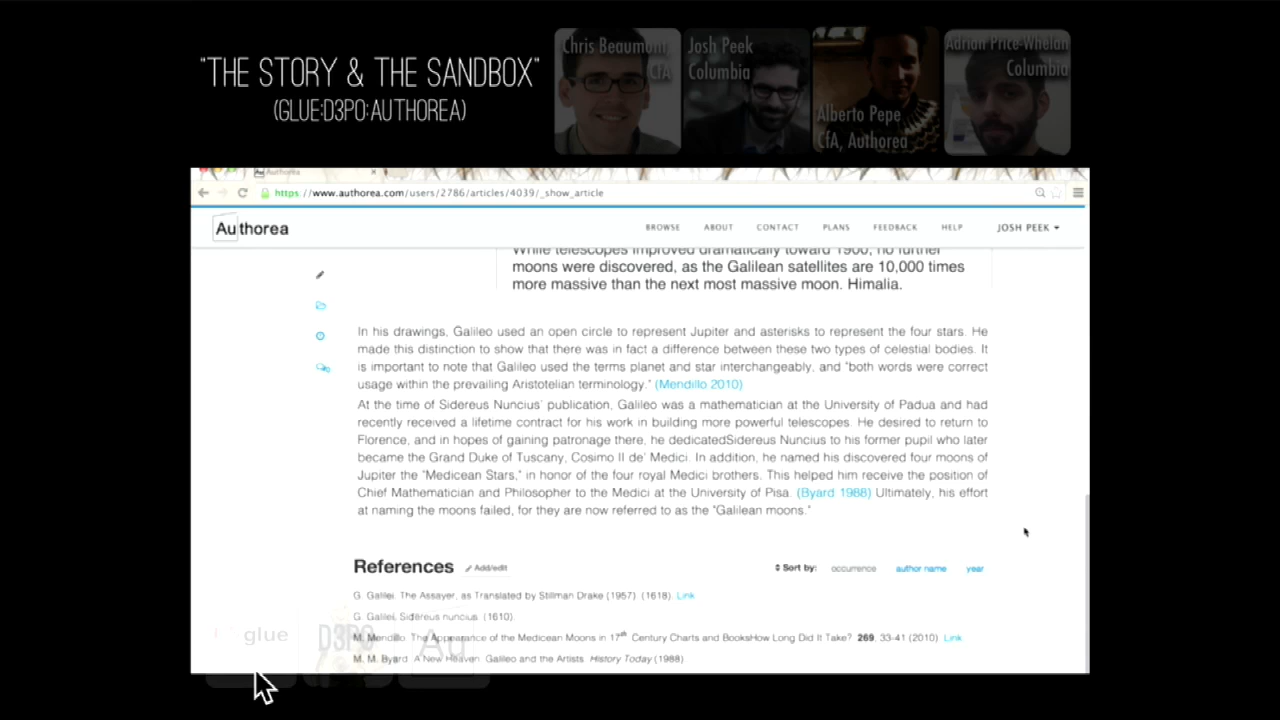 "THE STORY & THE SANDBOX"
(GLUE:D3PO:AUTHOREA)
Chris Beaumont
CfA
Josh Peek
Columbia
Alberto Pepe
CfA, Authorea
Adrian Price-Whelan
Columbia
Authorea
https://www.authorea.com/users/2786/articles/4039/_show_article
Authorea
BROWSE ABOUT CONTACT PLANS FEEDBACK HELP JOSH PEEK
While telescopes improved dramatically toward 1900, no further
moons were discovered, as the Galilean satellites are 10,000 times
more massive than the next most massive moon. Himalia.
In his drawings, Galileo used an open circle to represent Jupiter and asterisks to represent the four stars. He
made this distinction to show that there was in fact a difference between these two types of celestial bodies. It
is important to note that Galileo used the terms planet and star interchangeably, and "both words were correct
usage within the prevailing Aristotelian terminology." (Mendillo 2010)
At the time of Sidereus Nuncius' publication, Galileo was a mathematician at the University of Padua and had
recently received a lifetime contract for his work in building more powerful telescopes. He desired to return to
Florence, and in hopes of gaining patronage there, he dedicatedSidereus Nuncius to his former pupil who later
became the Grand Duke of Tuscany, Cosimo II de' Medici. In addition, he named his discovered four moons of
Jupiter the "Medicean Stars," in honor of the four royal Medici brothers. This helped him receive the position of
Chief Mathematician and Philosopher to the Medici at the University of Pisa. (Byard 1988) Ultimately, his effort
at naming the moons failed, for they are now referred to as the "Galilean moons."
References Add/edit Sort by: occurrence author name year
G. Galilei. The Assayer, as Translated by Stillman Drake (1957). (1618). Link
G. Galilei. Sidereus nuncius. (1610).
M. Mendillo. The Appearance of the Medicean Moons in 17th Century Charts and BooksHow Long Did It Take?. 269, 33-41 (2010). Link
M. M. Byard. A New Heaven: Galileo and the Artists. History Today (1988)
glue
D3PO
Au